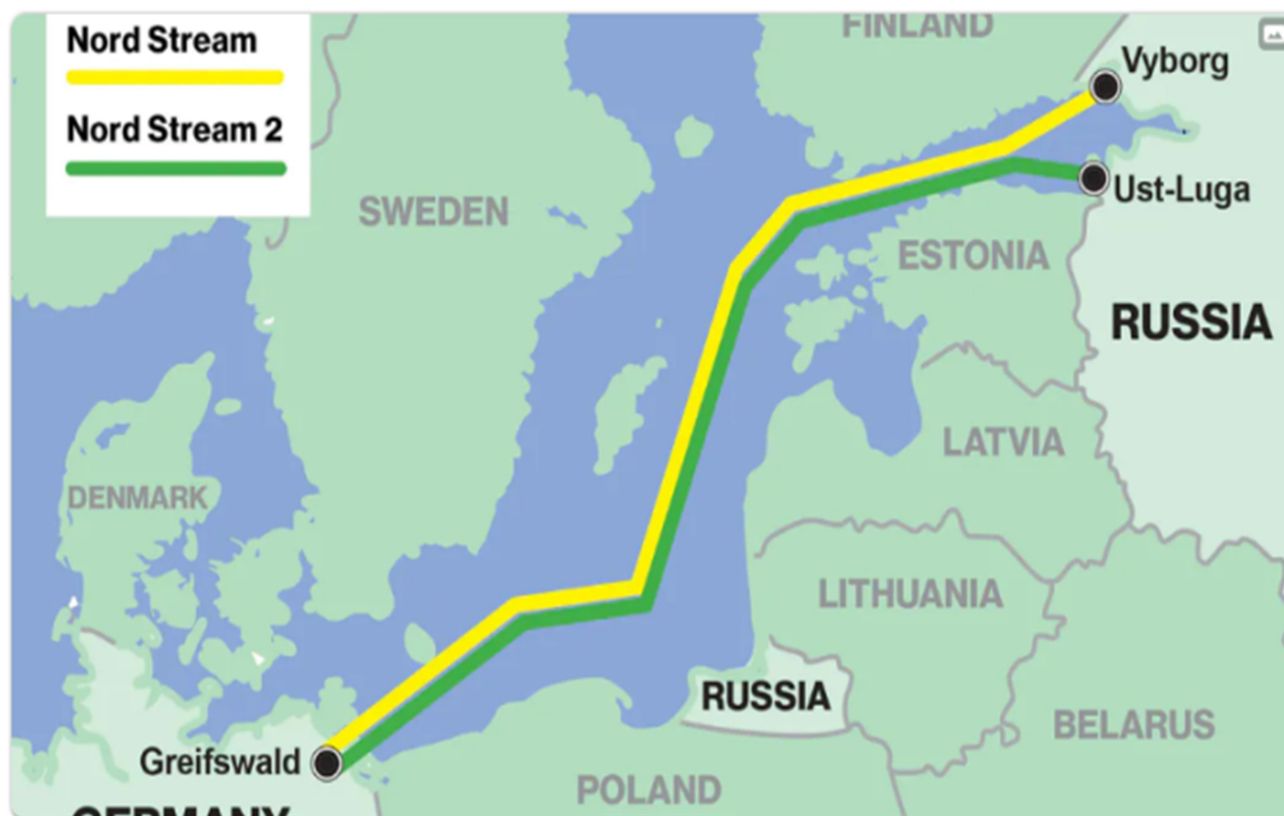 Nord Stream
Nord Stream 2
FINLAND
Vyborg
Ust-Luga
SWEDEN
ESTONIA
RUSSIA
LATVIA
DENMARK
LITHUANIA
RUSSIA
BELARUS
Greifswald
POLAND
GERMANY